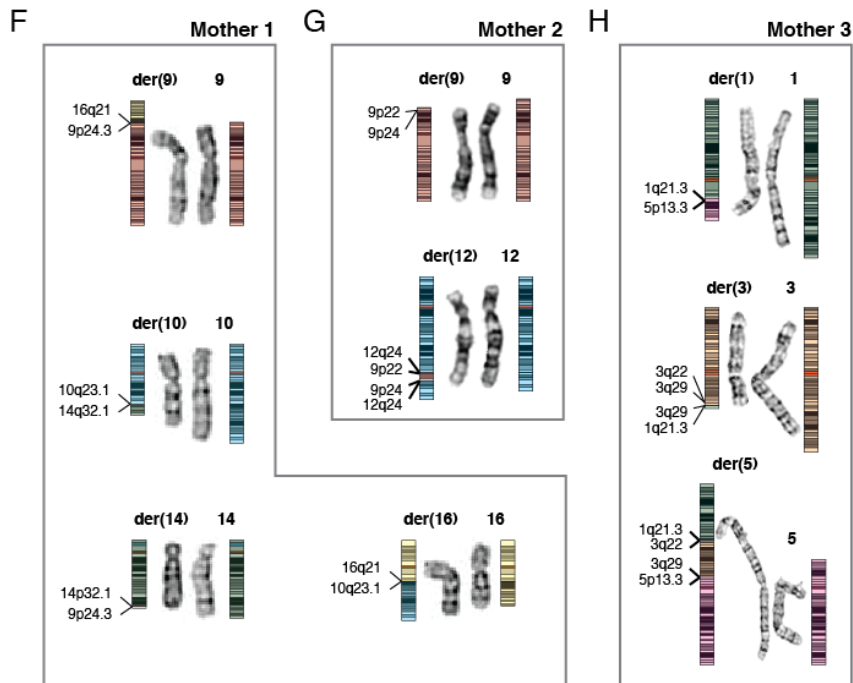 F
Mother 1
der(9) 9
16q21
9p24.3
der(10) 10
10q23.1
14q32.1
der(14) 14
14p32.1
9p24.3
der(16) 16
16q21
10q23.1
G
Mother 2
der(9) 9
9p22
9p24
der(12) 12
12q24
9p22
9p24
12q24
H
Mother 3
der(1) 1
1q21.3
5p13.3
der(3) 3
3q22
3q29
3q29
1q21.3
der(5)
5
1q21.3
3q22
3q29
5p13.3